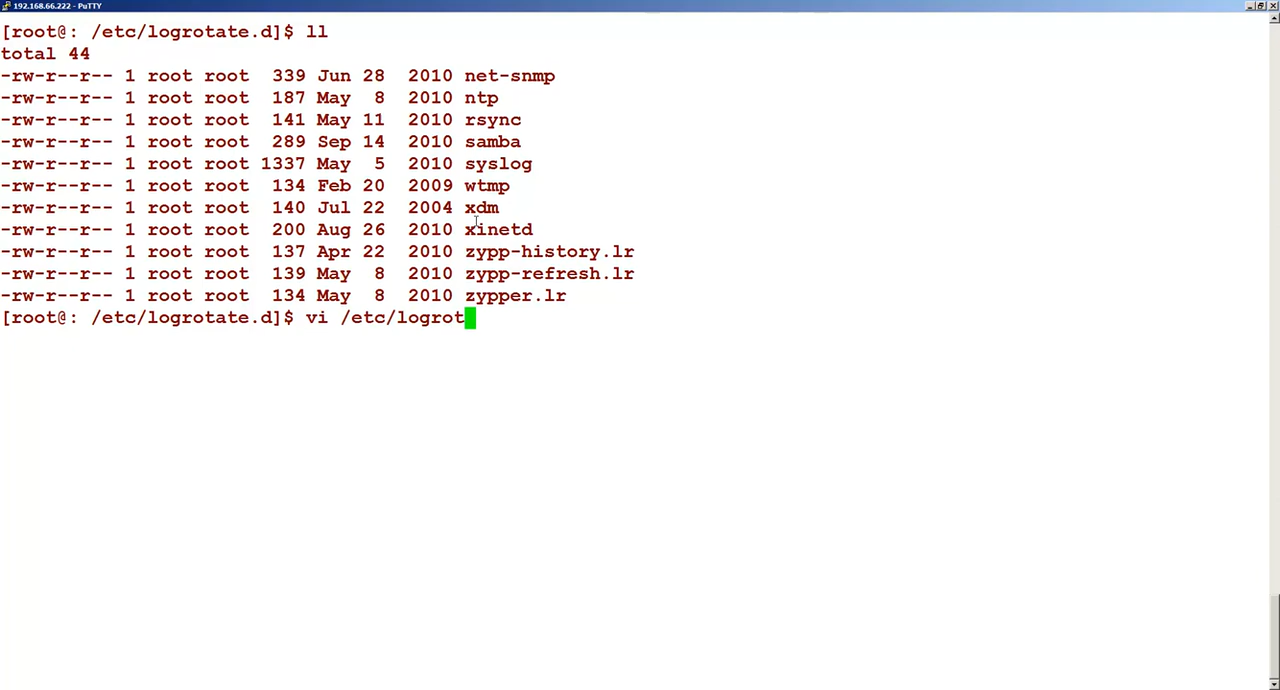 192.168.66.222 - PuTTY
[root@: /etc/logrotate.d]$ ll
total 44
-rw-r--r-- 1 root root  339 Jun 28  2010 net-snmp
-rw-r--r-- 1 root root  187 May  8  2010 ntp
-rw-r--r-- 1 root root  141 May 11  2010 rsync
-rw-r--r-- 1 root root  289 Sep 14  2010 samba
-rw-r--r-- 1 root root 1337 May  5  2010 syslog
-rw-r--r-- 1 root root  134 Feb 20  2009 wtmp
-rw-r--r-- 1 root root  140 Jul 22  2004 xdm
-rw-r--r-- 1 root root  200 Aug 26  2010 xinetd
-rw-r--r-- 1 root root  137 Apr 22  2010 zypp-history.lr
-rw-r--r-- 1 root root  139 May  8  2010 zypp-refresh.lr
-rw-r--r-- 1 root root  134 May  8  2010 zypper.lr
[root@: /etc/logrotate.d]$ vi /etc/logrot